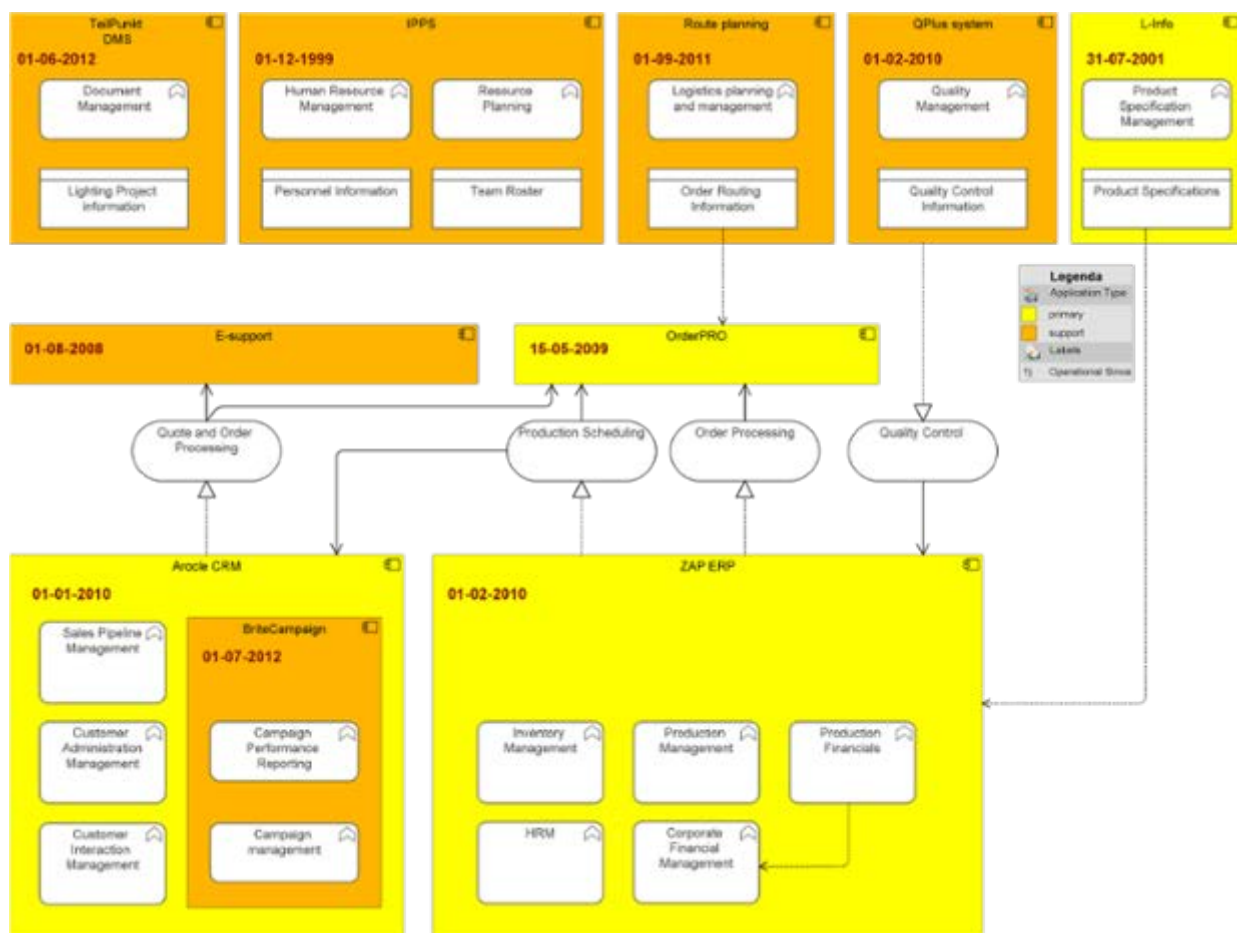 TeilPunkt
DMS
01-06-2012
Document
Management
Lighting Project
information
IPPS
01-12-1999
Human Resource
Management
Resource
Planning
Personnel Information
Team Roster
Route planning
01-09-2011
Logistics planning
and management
Order Routing
Information
QPlus system
01-02-2010
Quality
Management
Quality Control
Information
L-Info
31-07-2001
Product
Specification
Management
Product Specifications
Legenda
Application Type
primary
support
Labels
Operational Since
E-support
01-08-2008
OrderPRO
15-05-2009
Quote and Order
Processing
Production Scheduling
Order Processing
Quality Control
Arocle CRM
01-01-2010
Sales Pipeline
Management
Customer
Administration
Management
Customer
Interaction
Management
BriteCampaign
01-07-2012
Campaign
Performance
Reporting
Campaign
management
ZAP ERP
01-02-2010
Inventory
Management
Production
Management
Production
Financials
HRM
Corporate
Financial
Management